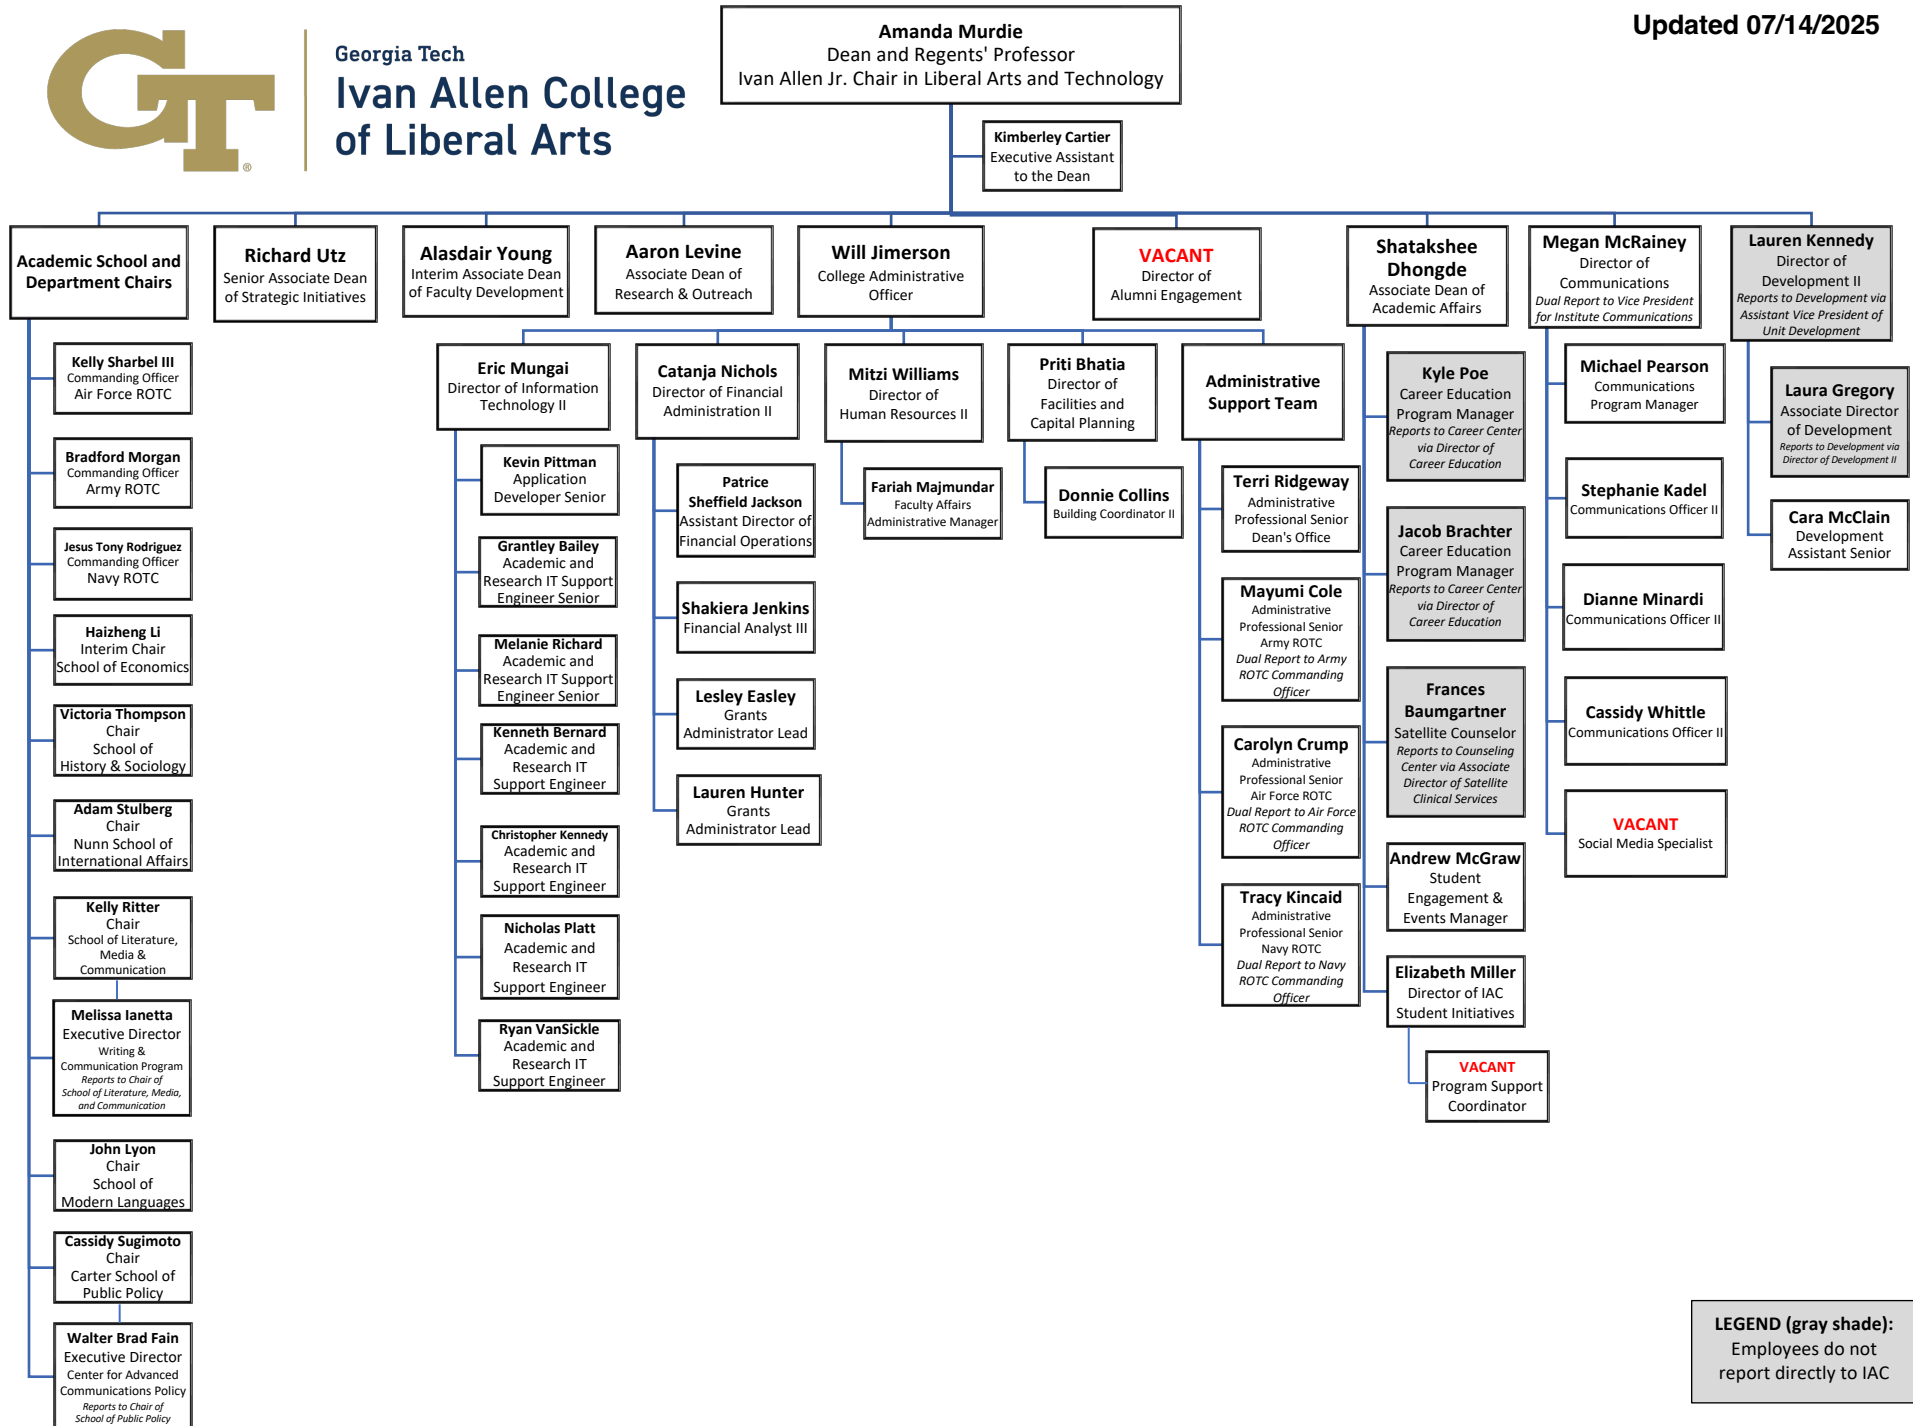 Updated 07/14/2025
GT
®
Georgia Tech
Ivan Allen College
of Liberal Arts
Amanda Murdie
Dean and Regents' Professor
Ivan Allen Jr. Chair in Liberal Arts and Technology
Kimberley Cartier
Executive Assistant
to the Dean
Academic School and
Department Chairs
Richard Utz
Senior Associate Dean
of Strategic Initiatives
Alasdair Young
Interim Associate Dean
of Faculty Development
Aaron Levine
Associate Dean of
Research & Outreach
Will Jimerson
College Administrative
Officer
VACANT
Director of
Alumni Engagement
Shatakshee
Dhongde
Associate Dean of
Academic Affairs
Megan McRainey
Director of
Communications
Dual Report to Vice President
for Institute Communications
Lauren Kennedy
Director of
Development II
Reports to Development via
Assistant Vice President of
Unit Development
Kelly Sharbel III
Commanding Officer
Air Force ROTC
Bradford Morgan
Commanding Officer
Army ROTC
Jesus Tony Rodriguez
Commanding Officer
Navy ROTC
Haizheng Li
Interim Chair
School of Economics
Victoria Thompson
Chair
School of
History & Sociology
Adam Stulberg
Chair
Nunn School of
International Affairs
Kelly Ritter
Chair
School of Literature,
Media &
Communication
Melissa Ianetta
Executive Director
Writing &
Communication Program
Reports to Chair of
School of Literature, Media,
and Communication
John Lyon
Chair
School of
Modern Languages
Cassidy Sugimoto
Chair
Carter School of
Public Policy
Walter Brad Fain
Executive Director
Center for Advanced
Communications Policy
Reports to Chair of
School of Public Policy
Eric Mungai
Director of Information
Technology II
Kevin Pittman
Application
Developer Senior
Grantley Bailey
Academic and
Research IT Support
Engineer Senior
Melanie Richard
Academic and
Research IT Support
Engineer Senior
Kenneth Bernard
Academic and
Research IT
Support Engineer
Christopher Kennedy
Academic and
Research IT
Support Engineer
Nicholas Platt
Academic and
Research IT
Support Engineer
Ryan VanSickle
Academic and
Research IT
Support Engineer
Catanja Nichols
Director of Financial
Administration II
Patrice
Sheffield Jackson
Assistant Director of
Financial Operations
Shakiera Jenkins
Financial Analyst III
Lesley Easley
Grants
Administrator Lead
Lauren Hunter
Grants
Administrator Lead
Mitzi Williams
Director of
Human Resources II
Fariah Majmundar
Faculty Affairs
Administrative Manager
Priti Bhatia
Director of
Facilities and
Capital Planning
Donnie Collins
Building Coordinator II
Administrative
Support Team
Terri Ridgeway
Administrative
Professional Senior
Dean's Office
Mayumi Cole
Administrative
Professional Senior
Army ROTC
Dual Report to Army
ROTC Commanding
Officer
Carolyn Crump
Administrative
Professional Senior
Air Force ROTC
Dual Report to Air Force
ROTC Commanding
Officer
Tracy Kincaid
Administrative
Professional Senior
Navy ROTC
Dual Report to Navy
ROTC Commanding
Officer
Kyle Poe
Career Education
Program Manager
Reports to Career Center
via Director of
Career Education
Jacob Brachter
Career Education
Program Manager
Reports to Career Center
via Director of
Career Education
Frances
Baumgartner
Satellite Counselor
Reports to Counseling
Center via Associate
Director of Satellite
Clinical Services
Andrew McGraw
Student
Engagement &
Events Manager
Elizabeth Miller
Director of IAC
Student Initiatives
VACANT
Program Support
Coordinator
Michael Pearson
Communications
Program Manager
Stephanie Kadel
Communications Officer II
Dianne Minardi
Communications Officer II
Cassidy Whittle
Communications Officer II
VACANT
Social Media Specialist
Laura Gregory
Associate Director
of Development
Reports to Development via
Director of Development II
Cara McClain
Development
Assistant Senior
LEGEND (gray shade):
Employees do not
report directly to IAC